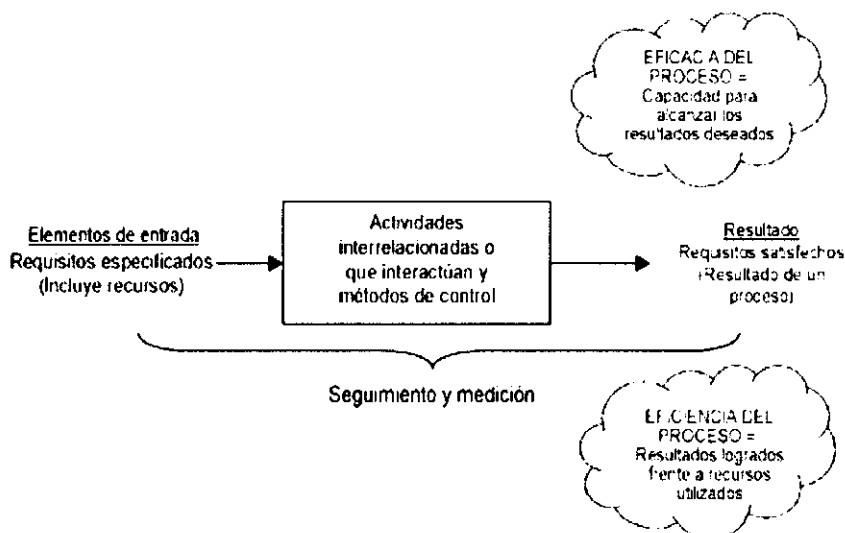 EFICACIA DEL
PROCESO =
Capacidad para
alcanzar los
resultados deseados
Elementos de entrada
Requisitos especificados
(Incluye recursos)
Actividades
interrelacionadas o
que interactúan y
métodos de control
Resultado
Requisitos satisfechos
(Resultado de un
proceso)
Seguimiento y medición
EFICIENCIA DEL
PROCESO =
Resultados logrados
frente a recursos
utilizados